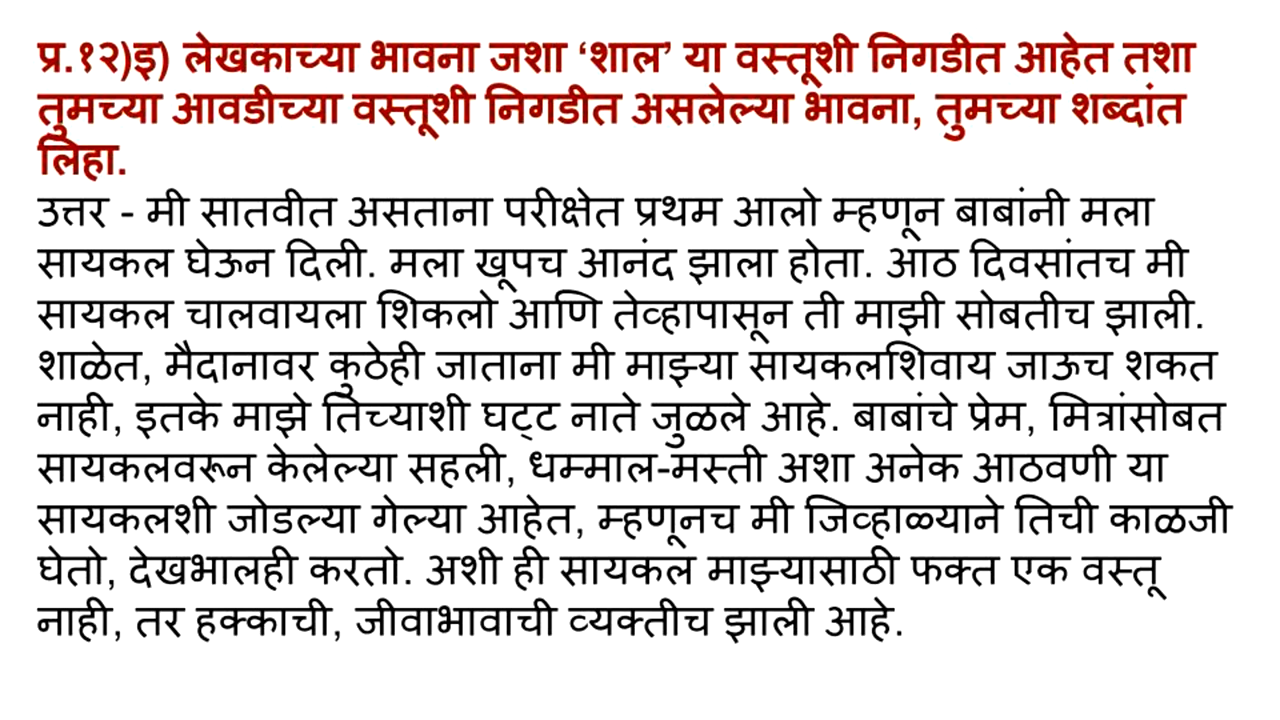 प्र.१२)इ) लेखकाच्या भावना जशा ‘शाल’ या वस्तूशी निगडीत आहेत तशा
तुमच्या आवडीच्या वस्तूशी निगडीत असलेल्या भावना, तुमच्या शब्दांत
लिहा.
उत्तर - मी सातवीत असताना परीक्षेत प्रथम आलो म्हणून बाबांनी मला
सायकल घेऊन दिली. मला खूपच आनंद झाला होता. आठ दिवसांतच मी
सायकल चालवायला शिकलो आणि तेव्हापासून ती माझी सोबतीच झाली.
शाळेत, मैदानावर कुठेही जाताना मी माझ्या सायकलशिवाय जाऊच शकत
नाही, इतके माझे तिच्याशी घट्ट नाते जुळले आहे. बाबांचे प्रेम, मित्रांसोबत
सायकलवरून केलेल्या सहली, धम्माल-मस्ती अशा अनेक आठवणी या
सायकलशी जोडल्या गेल्या आहेत, म्हणूनच मी जिव्हाळ्याने तिची काळजी
घेतो, देखभालही करतो. अशी ही सायकल माझ्यासाठी फक्त एक वस्तू
नाही, तर हक्काची, जीवाभावाची व्यक्तीच झाली आहे.